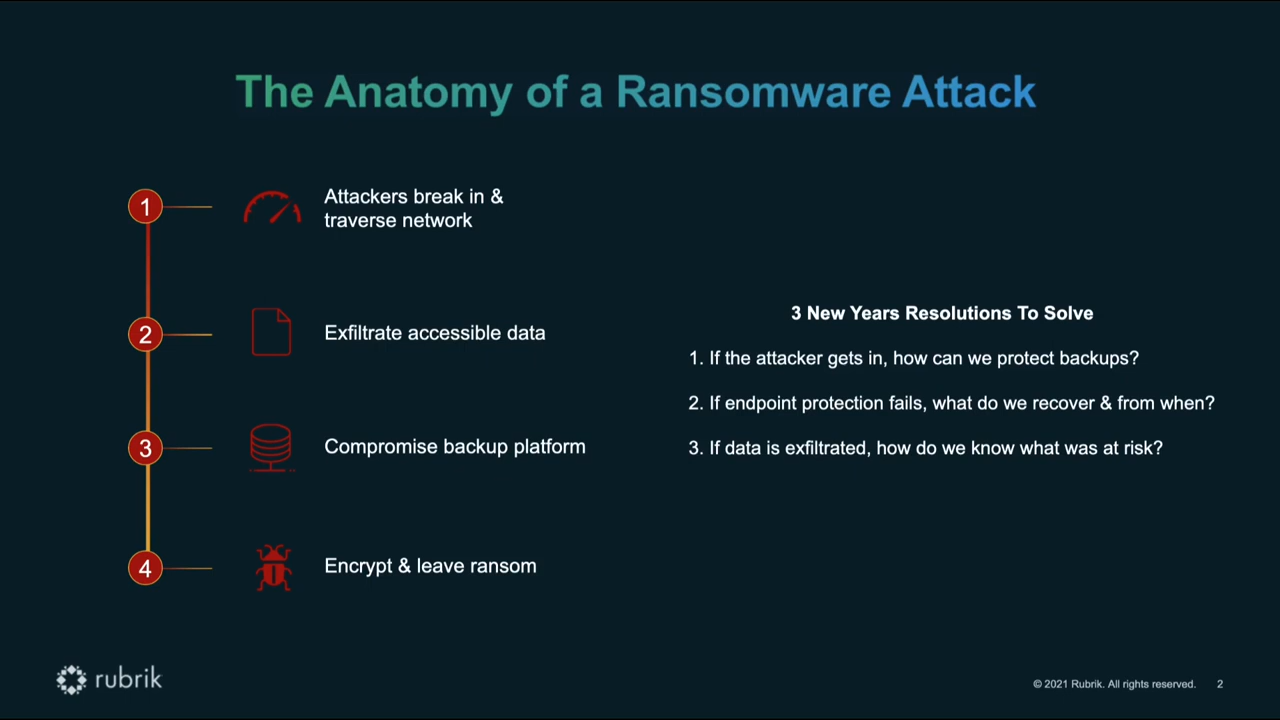 The Anatomy of a Ransomware Attack
1
Attackers break in &
traverse network
2
Exfiltrate accessible data
3
Compromise backup platform
4
Encrypt & leave ransom
3 New Years Resolutions To Solve
1. If the attacker gets in, how can we protect backups?
2. If endpoint protection fails, what do we recover & from when?
3. If data is exfiltrated, how do we know what was at risk?
rubrik
© 2021 Rubrik. All rights reserved. 2